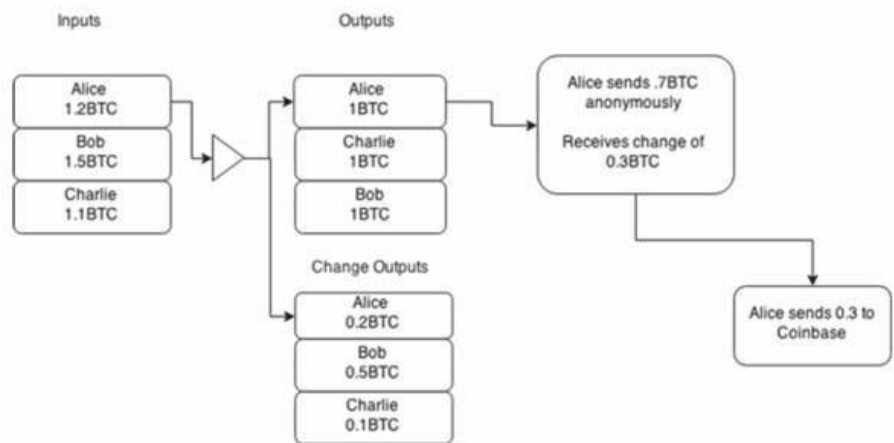 Inputs
Outputs
Alice
1.2BTC
Bob
1.5BTC
Charlie
1.1BTC
Alice
1BTC
Charlie
1BTC
Bob
1BTC
Alice sends .7BTC
anonymously
Receives change of
0.3BTC
Change Outputs
Alice
0.2BTC
Bob
0.5BTC
Charlie
0.1BTC
Alice sends 0.3 to
Coinbase